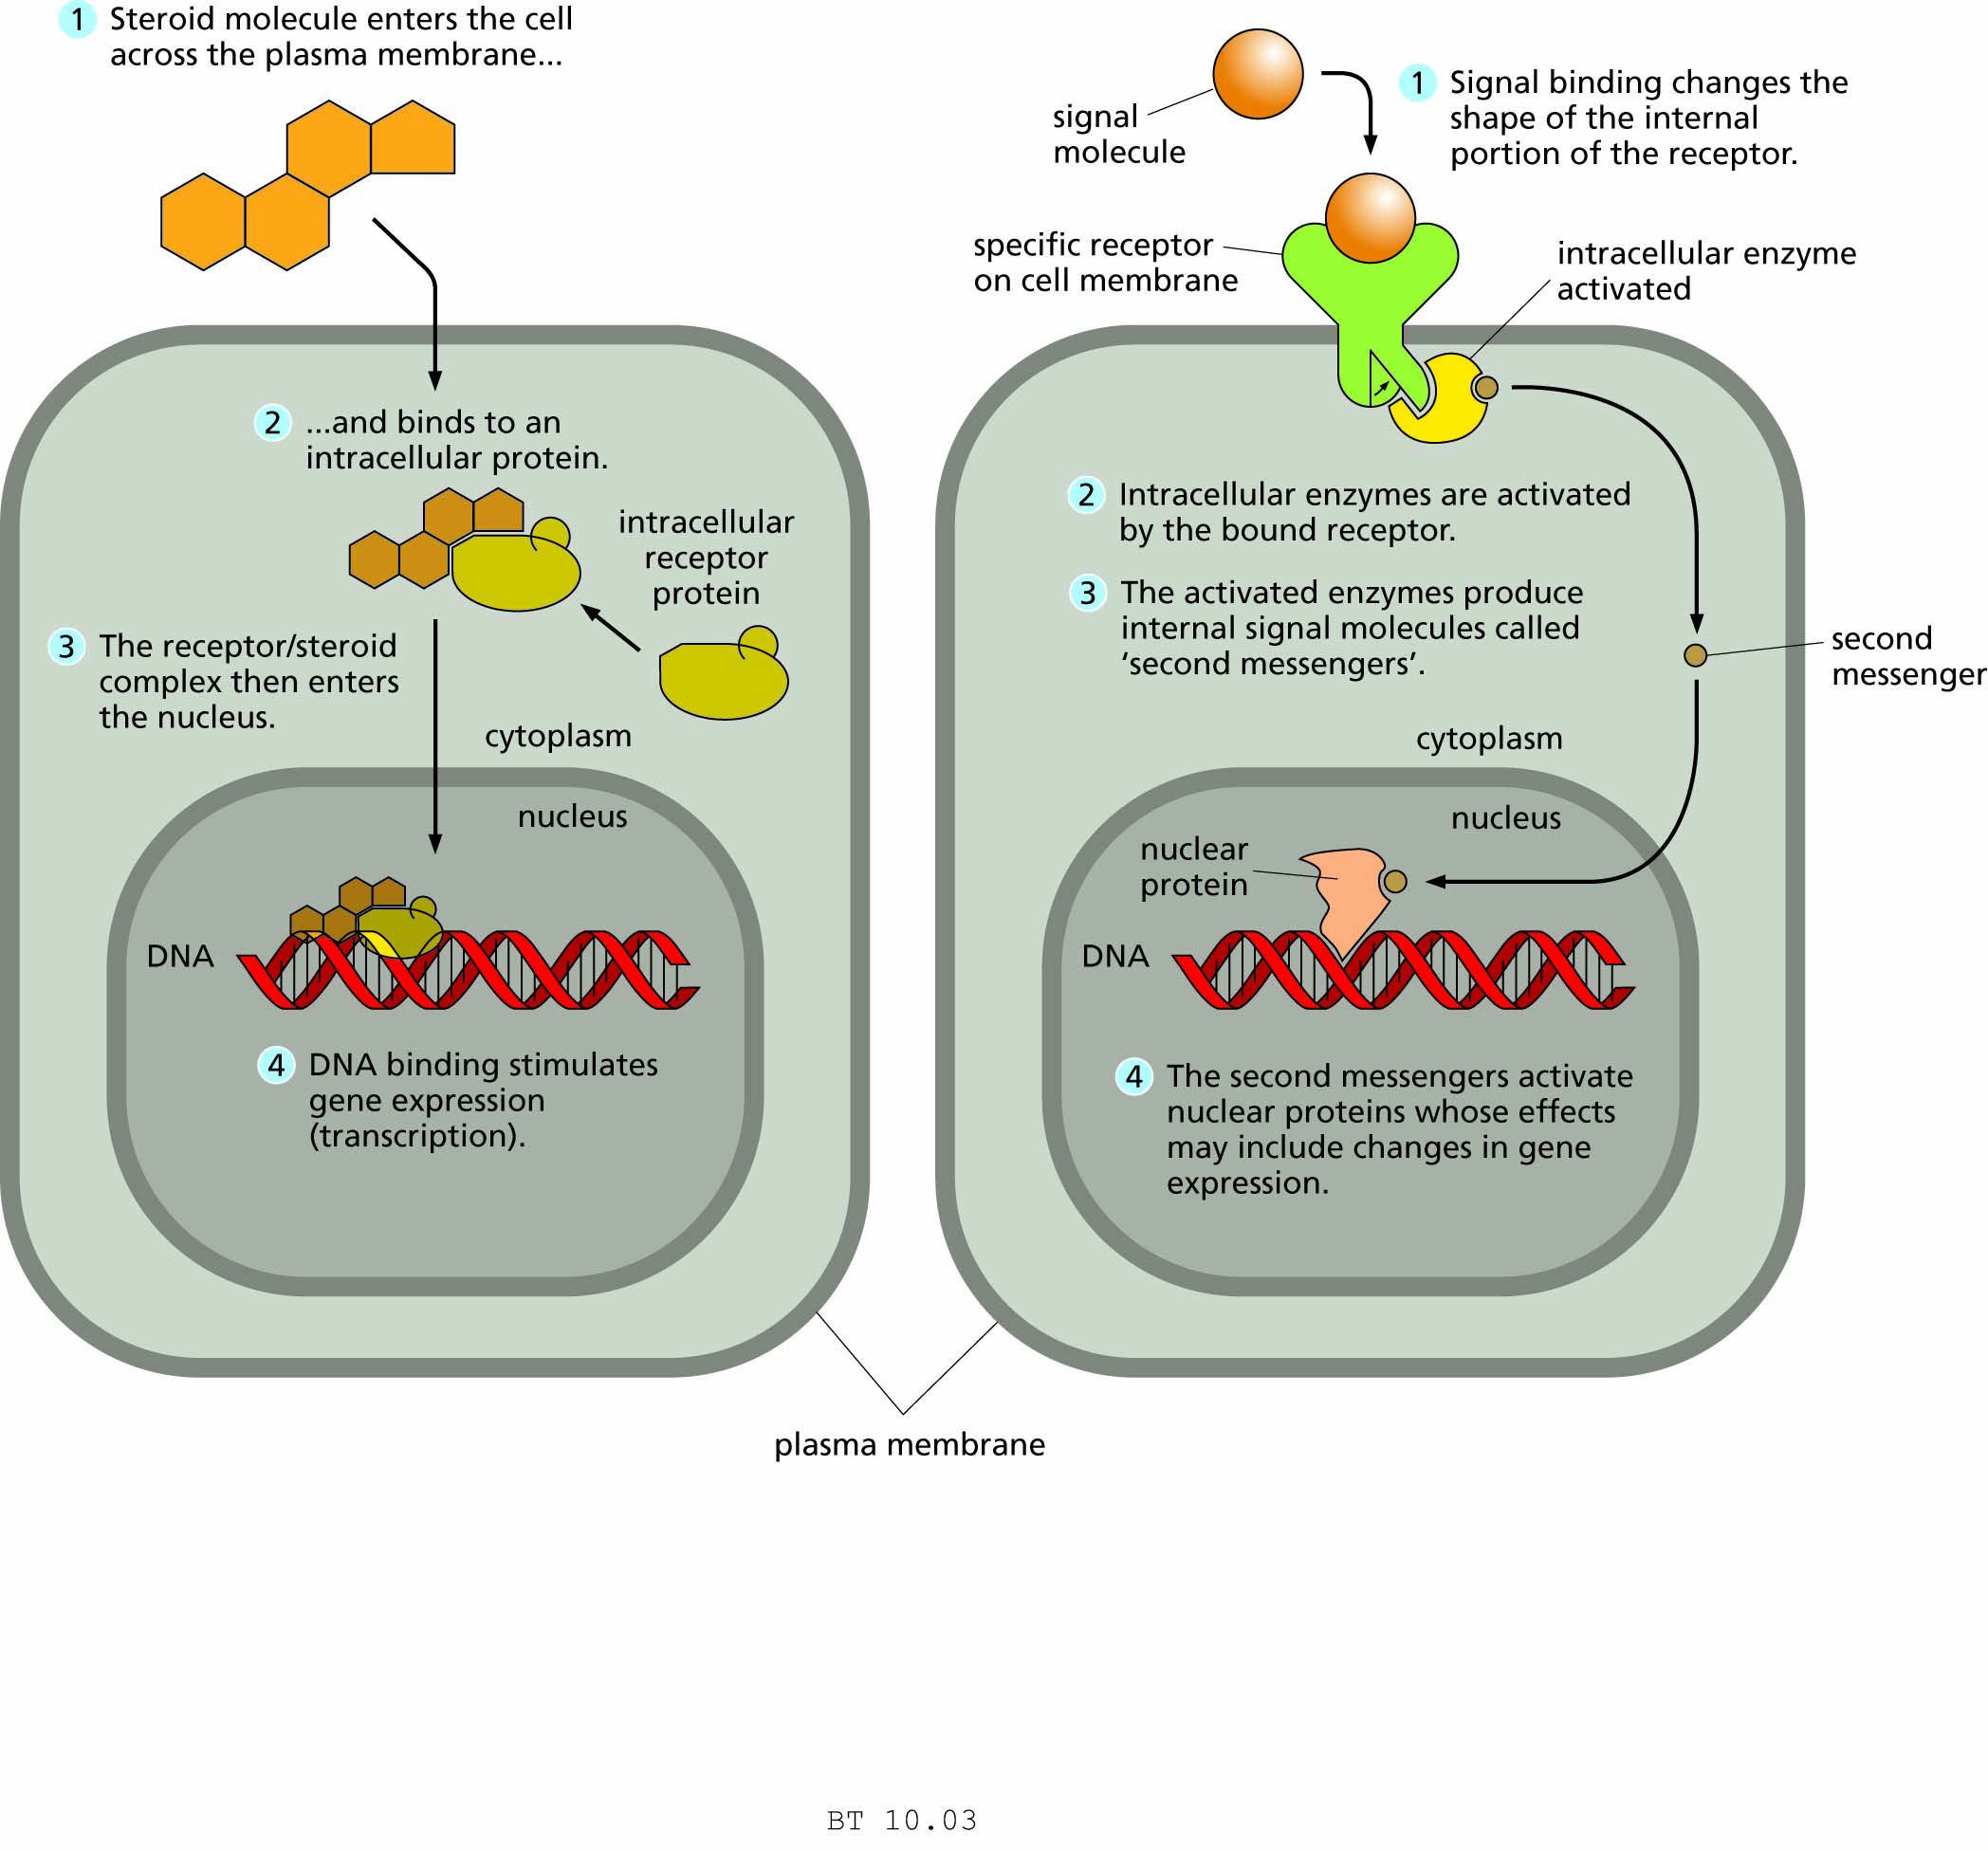 1 Steroid molecule enters the cell
across the plasma membrane...
2 ...and binds to an
intracellular protein.
intracellular
receptor
protein
3 The receptor/steroid
complex then enters
the nucleus.
cytoplasm
nucleus
DNA
4 DNA binding stimulates
gene expression
(transcription).
signal
molecule
1 Signal binding changes the
shape of the internal
portion of the receptor.
specific receptor
on cell membrane
intracellular enzyme
activated
2 Intracellular enzymes are activated
by the bound receptor.
3 The activated enzymes produce
internal signal molecules called
‘second messengers’.
second
messenger
cytoplasm
nucleus
nuclear
protein
DNA
4 The second messengers activate
nuclear proteins whose effects
may include changes in gene
expression.
plasma membrane
BT 10.03